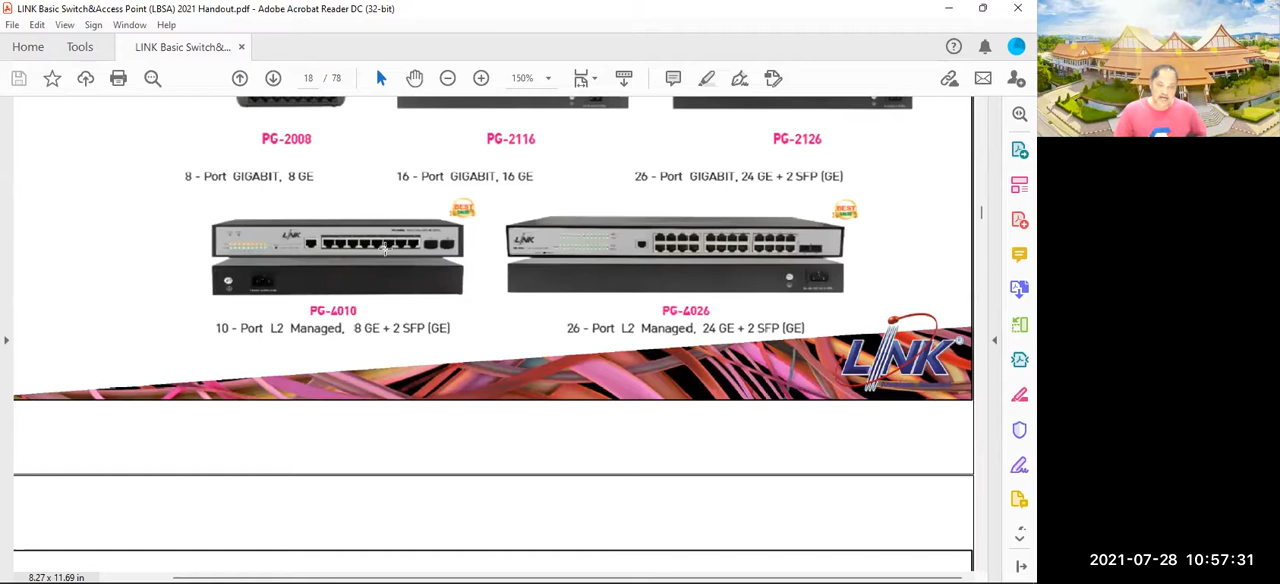 LINK Basic Switch&Access Point (LBSA) 2021 Handout.pdf - Adobe Acrobat Reader DC (32-bit)
File Edit View Sign Window Help
Home Tools LINK Basic Switch&... ×
18 / 78 150%
PG-2008 PG-2116 PG-2126
8 - Port GIGABIT, 8 GE 16 - Port GIGABIT, 16 GE 26 - Port GIGABIT, 24 GE + 2 SFP (GE)
BEST BEST
LINK LINK
PG-4010 PG-4026
10 - Port L2 Managed, 8 GE + 2 SFP (GE) 26 - Port L2 Managed, 24 GE + 2 SFP (GE)
LINK
8.27 x 11.69 in
2021-07-28 10:57:31